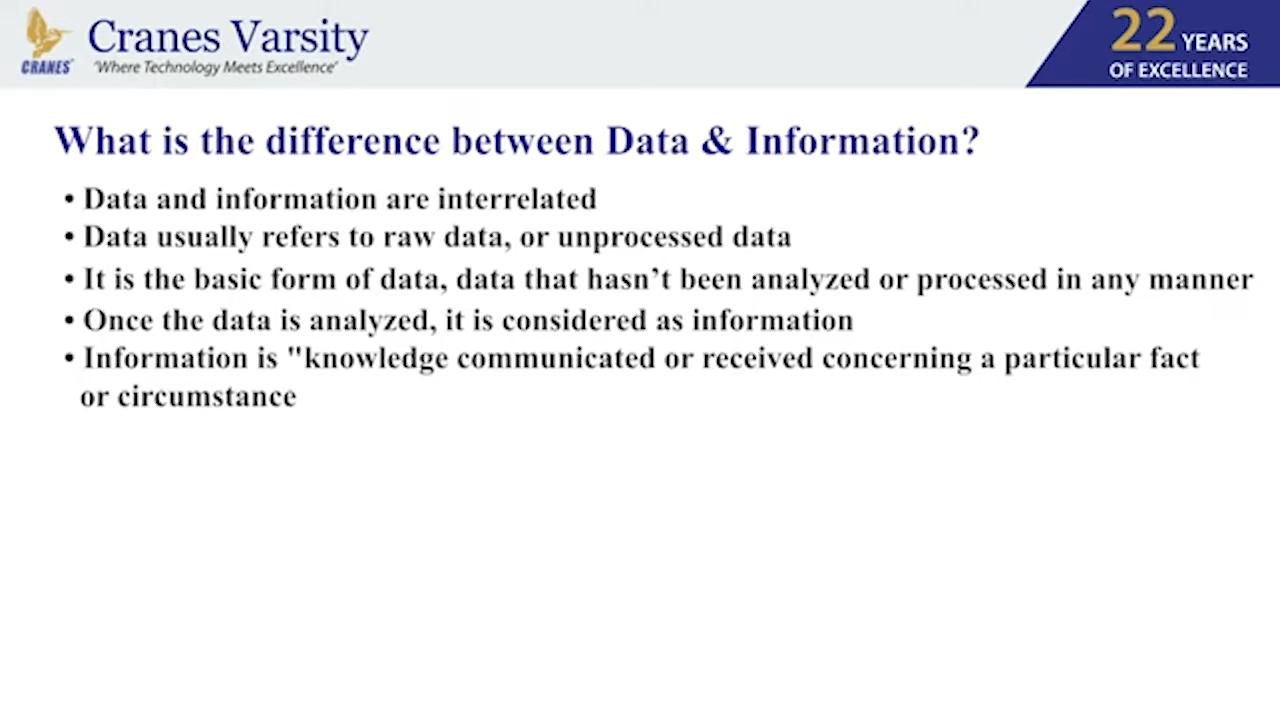 Cranes Varsity
CRANES
"Where Technology Meets Excellence"
22 YEARS
OF EXCELLENCE
What is the difference between Data & Information?
• Data and information are interrelated
• Data usually refers to raw data, or unprocessed data
• It is the basic form of data, data that hasn’t been analyzed or processed in any manner
• Once the data is analyzed, it is considered as information
• Information is "knowledge communicated or received concerning a particular fact
or circumstance